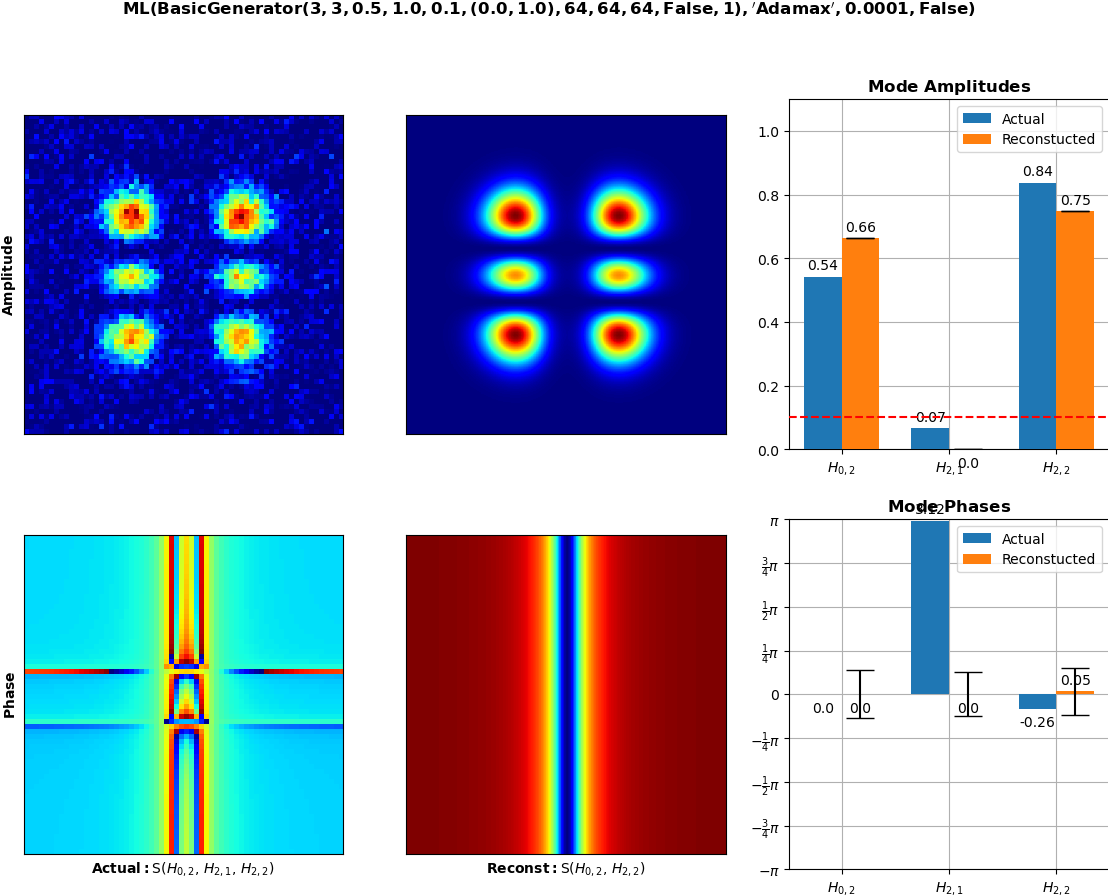 ML(BasicGenerator(3, 3, 0.5, 1.0, 0.1, (0.0, 1.0), 64, 64, 64, False, 1), 'Adamax', 0.0001, False)
Amplitude
Mode Amplitudes
Actual
Reconstucted
1.0
0.8
0.6
0.4
0.2
0.0
0.54
0.66
0.07
0.0
0.84
0.75
H0,2
H2,1
H2,2
Phase
Actual: S(H0,2, H2,1, H2,2)
Reconst: S(H0,2, H2,2)
Mode Phases
Actual
Reconstucted
π
3/4π
1/2π
1/4π
0
−1/4π
−1/2π
−3/4π
−π
0.0
0.0
3.12
0.0
-0.26
0.05
H0,2
H2,1
H2,2